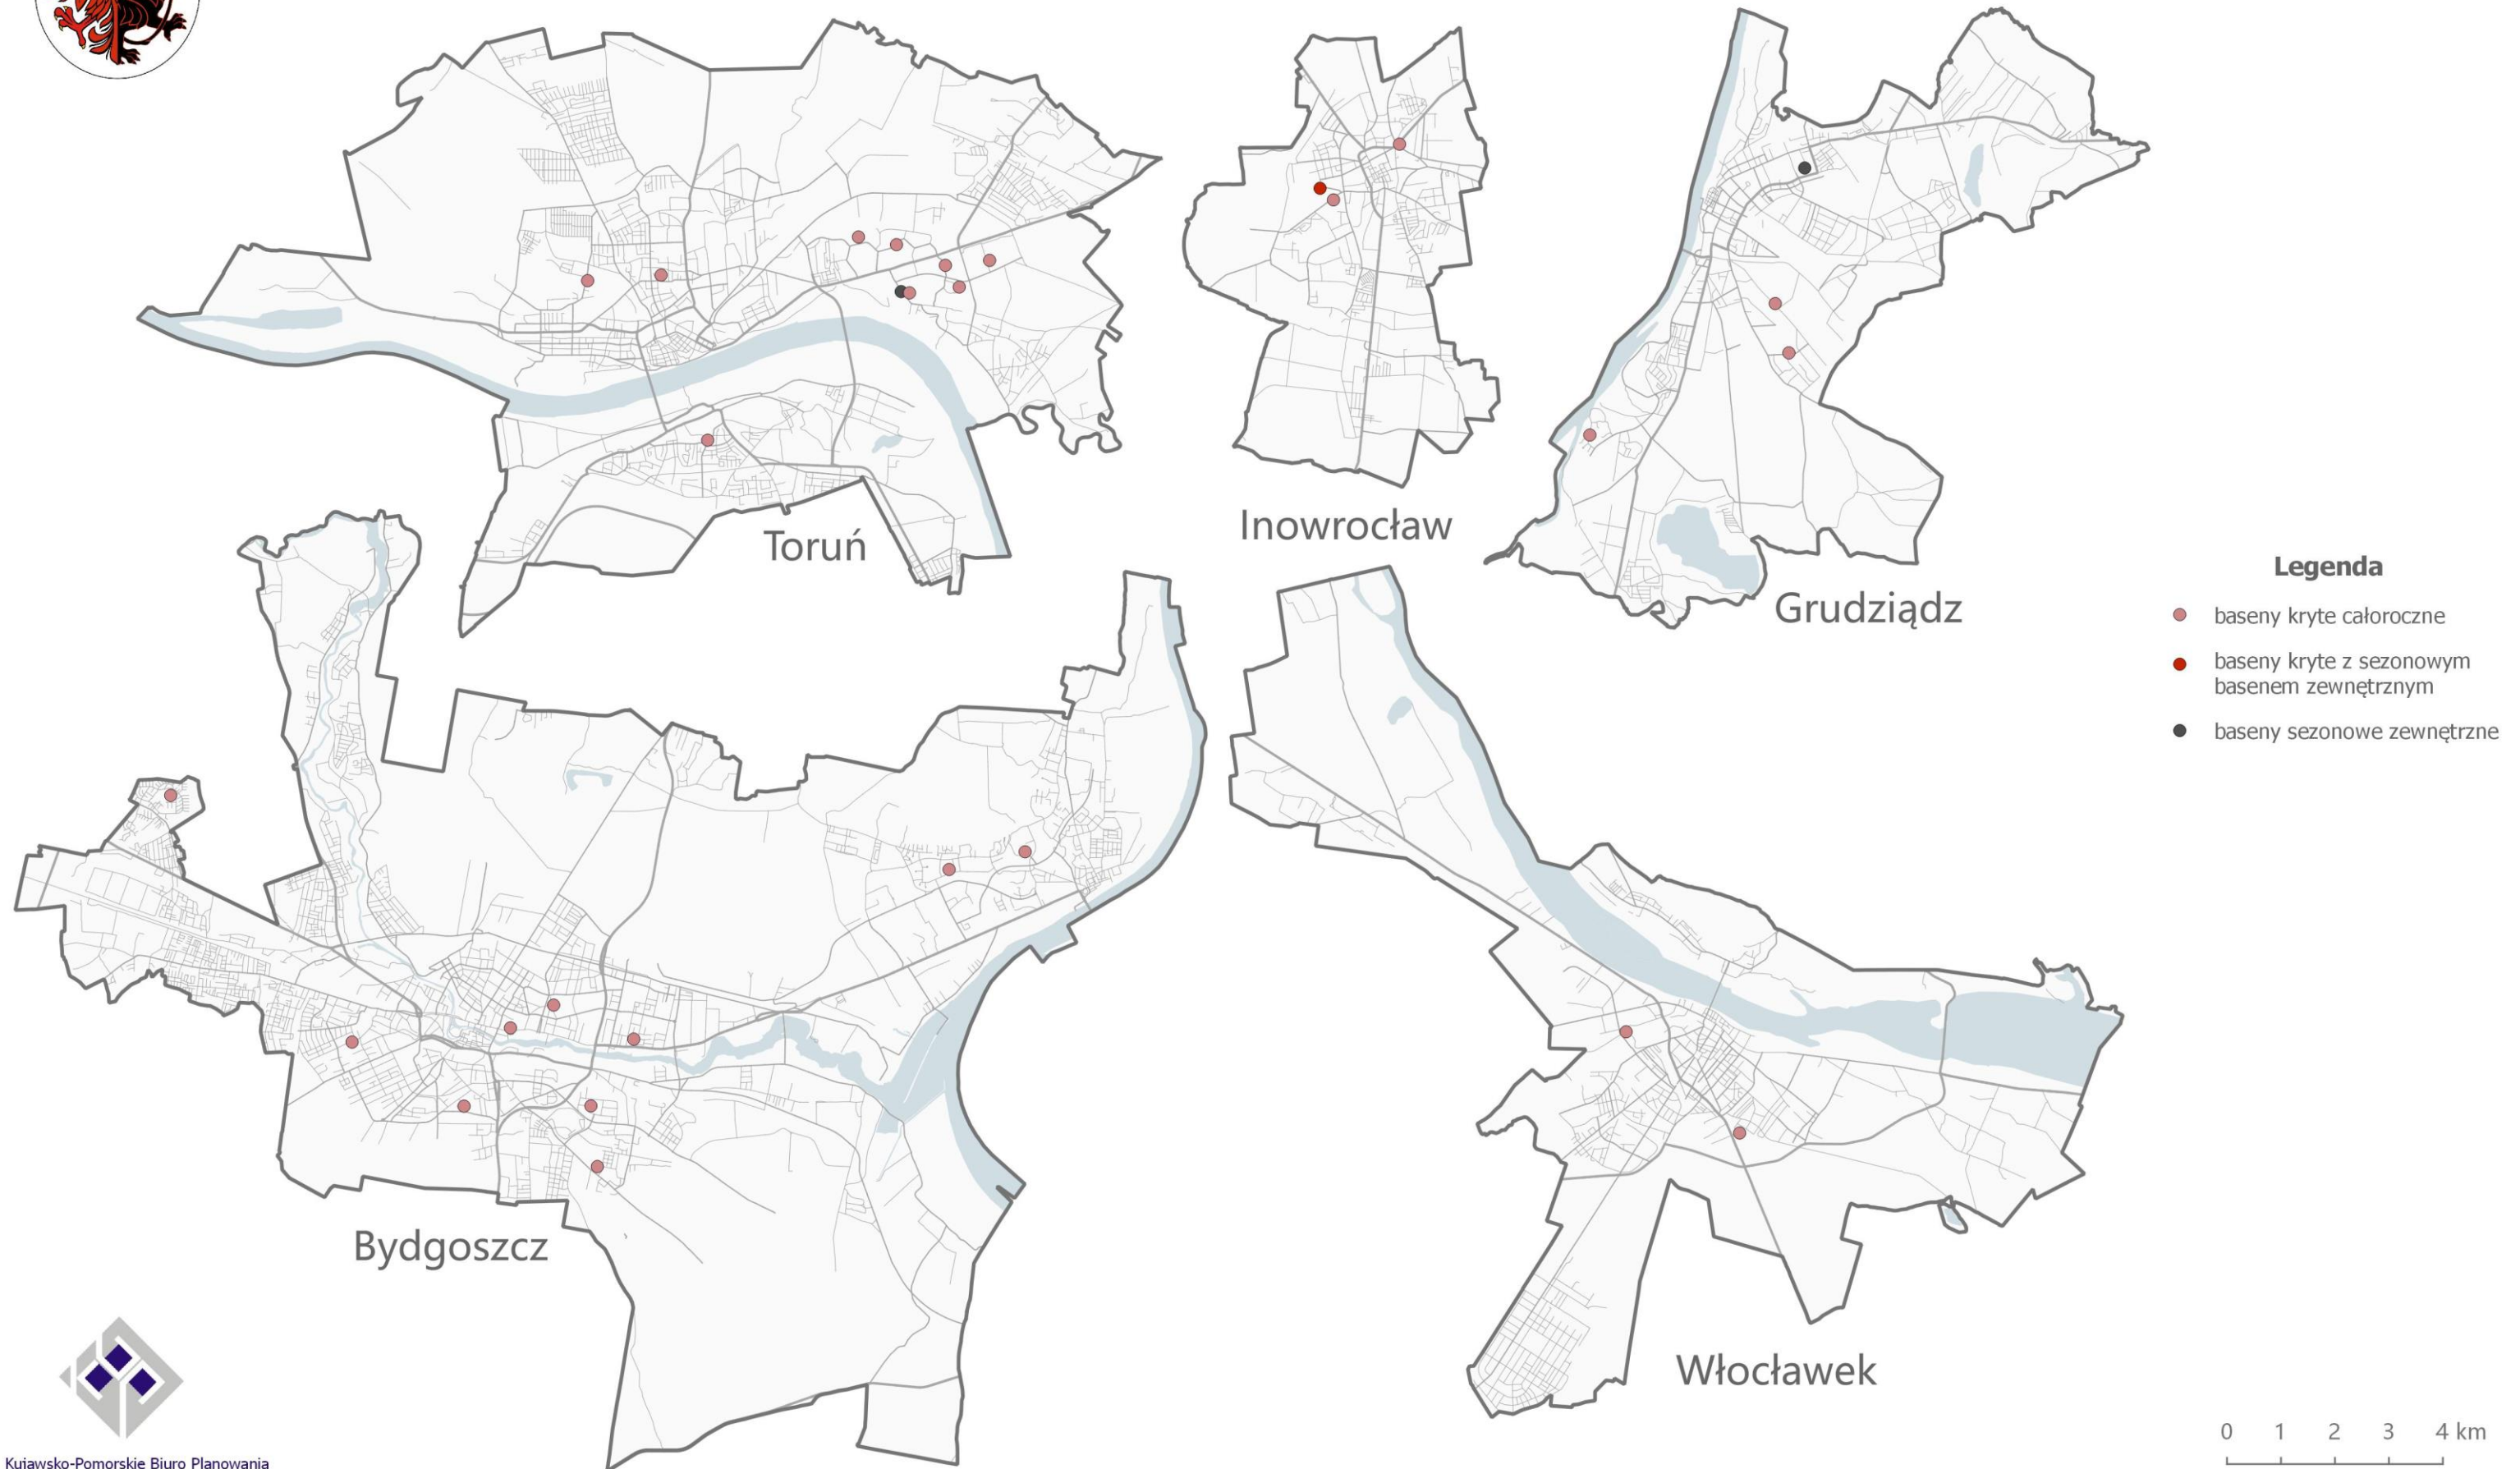 Toruń
Inowrocław
Grudziądz
Legenda
baseny kryte całoroczne
baseny kryte z sezonowym
basenem zewnętrznym
baseny sezonowe zewnętrzne
Bydgoszcz
Włocławek
0 1 2 3 4 km
Kujawsko-Pomorskie Biuro Planowania